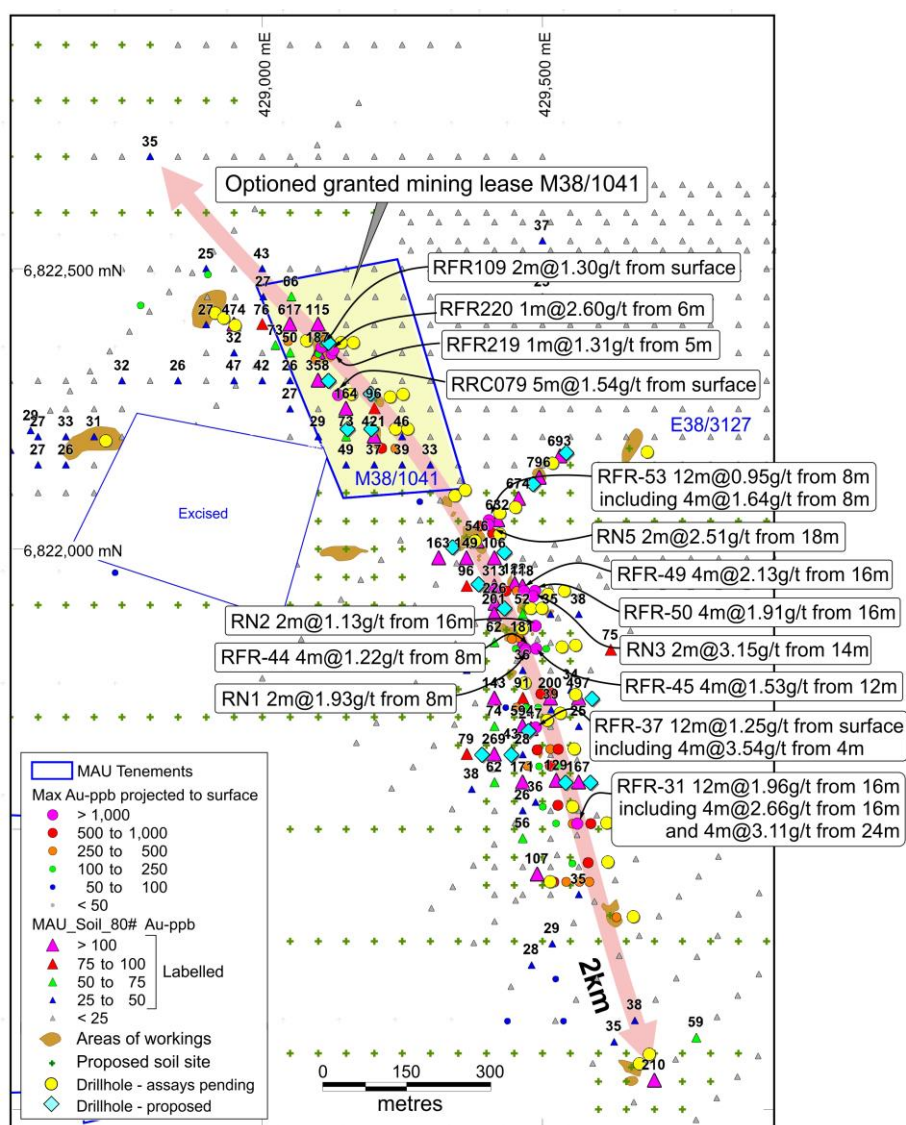 429,000 mE
429,500 mE
35
Optioned granted mining lease M38/1041
37
25
43
6,822,500 mN
RFR109 2m@1.30g/t from surface
27
66
RFR220 1m@2.60g/t from 6m
27
474
76
617
115
73
50
187
32
RFR219 1m@1.31g/t from 5m
32
26
47
42
26
358
RRC079 5m@1.54g/t from surface
27
164
96
E38/3127
29
27
33
31
29
73
421
46
693
27
26
49
37
39
33
796
M38/1041
674
RFR-53 12m@0.95g/t from 8m
including 4m@1.64g/t from 8m
Excised
632
546
RN5 2m@2.51g/t from 18m
6,822,000 mN
163
149
106
96
313
118
RFR-49 4m@2.13g/t from 16m
226
201
52
35
38
RFR-50 4m@1.91g/t from 16m
RN2 2m@1.13g/t from 16m
62
181
75
RN3 2m@3.15g/t from 14m
RFR-44 4m@1.22g/t from 8m
36
34
RFR-45 4m@1.53g/t from 12m
RN1 2m@1.93g/t from 8m
143
91
200
497
39
74
25
RFR-37 12m@1.25g/t from surface
including 4m@3.54g/t from 4m
43
79
269
28
62
171
129
167
38
36
RFR-31 12m@1.96g/t from 16m
including 4m@2.66g/t from 16m
and 4m@3.11g/t from 24m
26
56
107
35
29
28
2km
38
35
59
210
MAU Tenements
Max Au-ppb projected to surface
> 1,000
500 to 1,000
250 to 500
100 to 250
50 to 100
< 50
MAU_Soil_80# Au-ppb
> 100
75 to 100
50 to 75
25 to 50
Labelled
< 25
Areas of workings
Proposed soil site
Drillhole - assays pending
Drillhole - proposed
0 150 300
metres